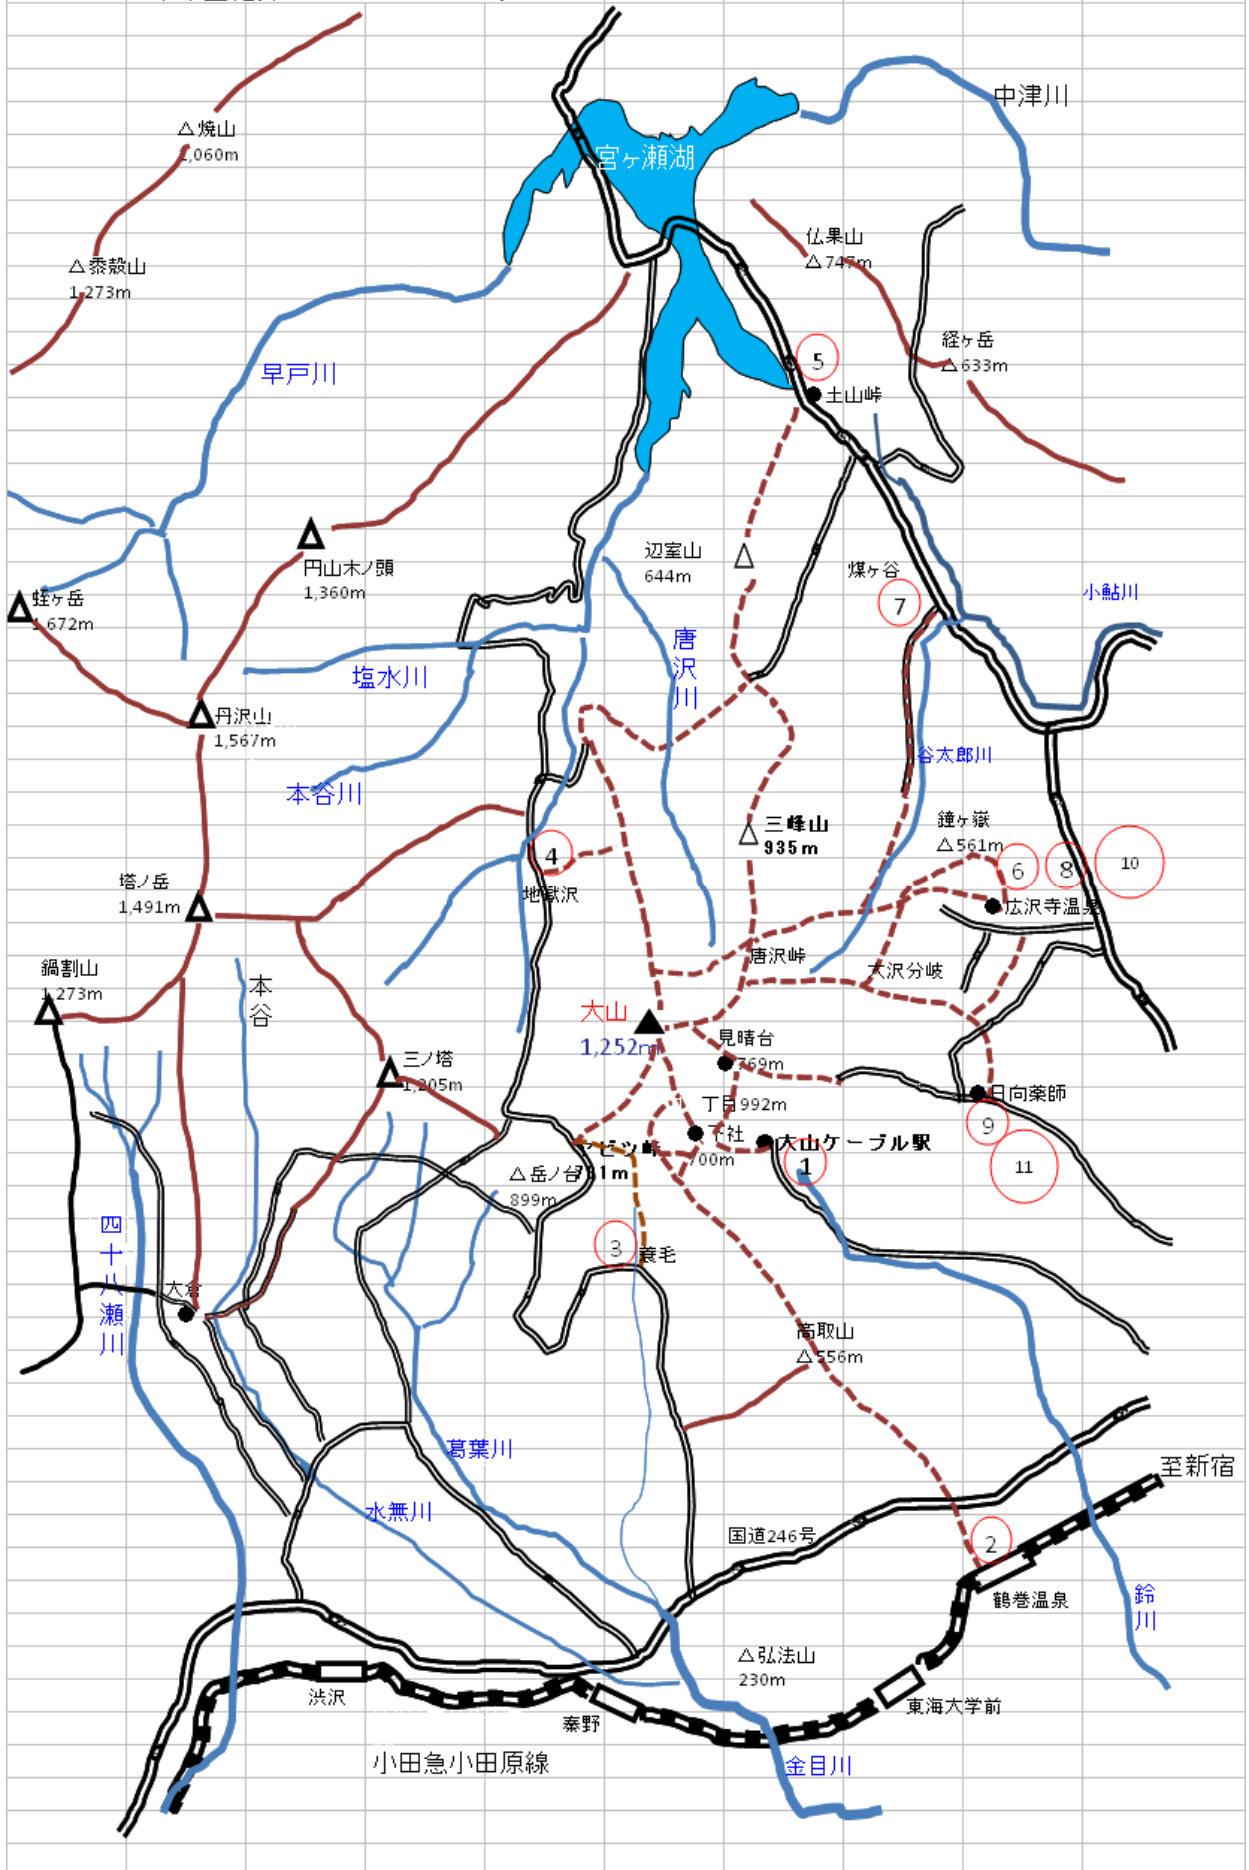 中津川
△焼山
1,060m
宮ヶ瀬湖
仏果山
△747m
△黍殻山
1,273m
経ヶ岳
△633m
早戸川
5
土山峠
辺室山
644m
煤ヶ谷
円山木ノ頭
1,360m
小鮎川
蛭ヶ岳
1,672m
7
唐沢川
塩水川
丹沢山
1,567m
谷太郎川
本谷川
三峰山
935m
鐘ヶ嶽
△561m
4
6
8
10
塔ノ岳
1,491m
地獄沢
広沢寺温泉
唐沢峠
大沢分岐
鍋割山
1,273m
本谷
大山
1,252m
見晴台
769m
三ノ塔
1,205m
日向薬師
丁目992m
9
下社
700m
大山ケーブル駅
ヤビツ峠
761m
1
11
△岳ノ台
899m
四十八瀬川
3
蓑毛
大倉
高取山
△556m
葛葉川
至新宿
水無川
国道246号
2
鶴巻温泉
鈴川
△弘法山
230m
渋沢
秦野
東海大学前
小田急小田原線
金目川